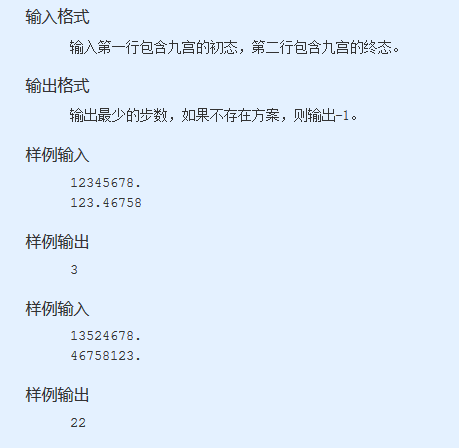 输入格式
输入第一行包含九宫的初态，第二行包含九宫的终态。
输出格式
输出最少的步数，如果不存在方案，则输出-1。
样例输入
12345678.
123.46758
样例输出
3
样例输入
13524678.
46758123.
样例输出
22